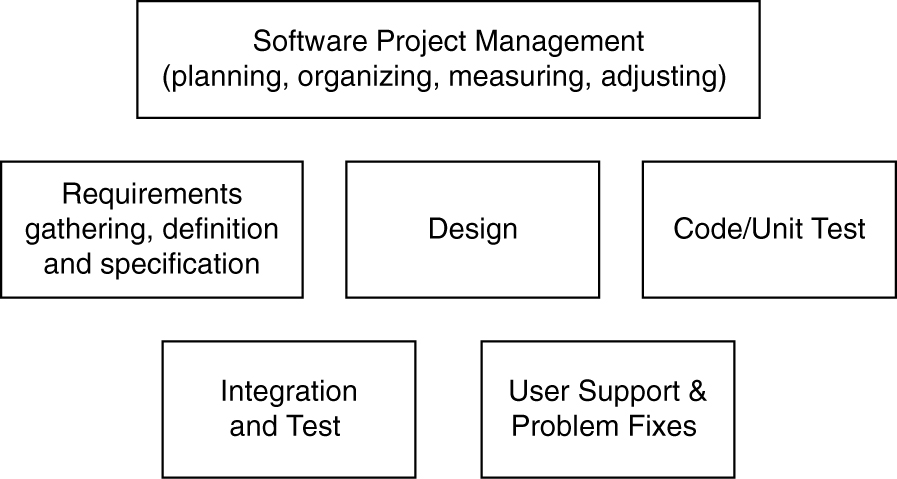 Software Project Management
(planning, organizing, measuring, adjusting)
Requirements
gathering, definition
and specification
Design
Code/Unit Test
Integration
and Test
User Support &
Problem Fixes